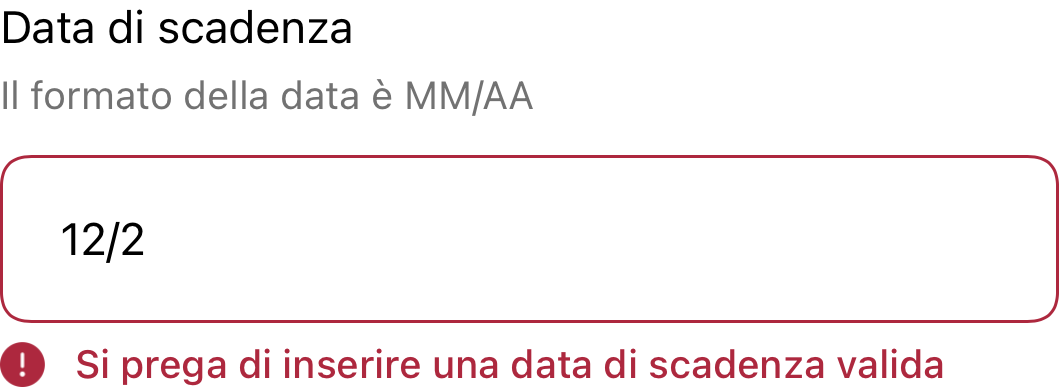 Data di scadenza
Il formato della data è MM/AA
12/2
Si prega di inserire una data di scadenza valida